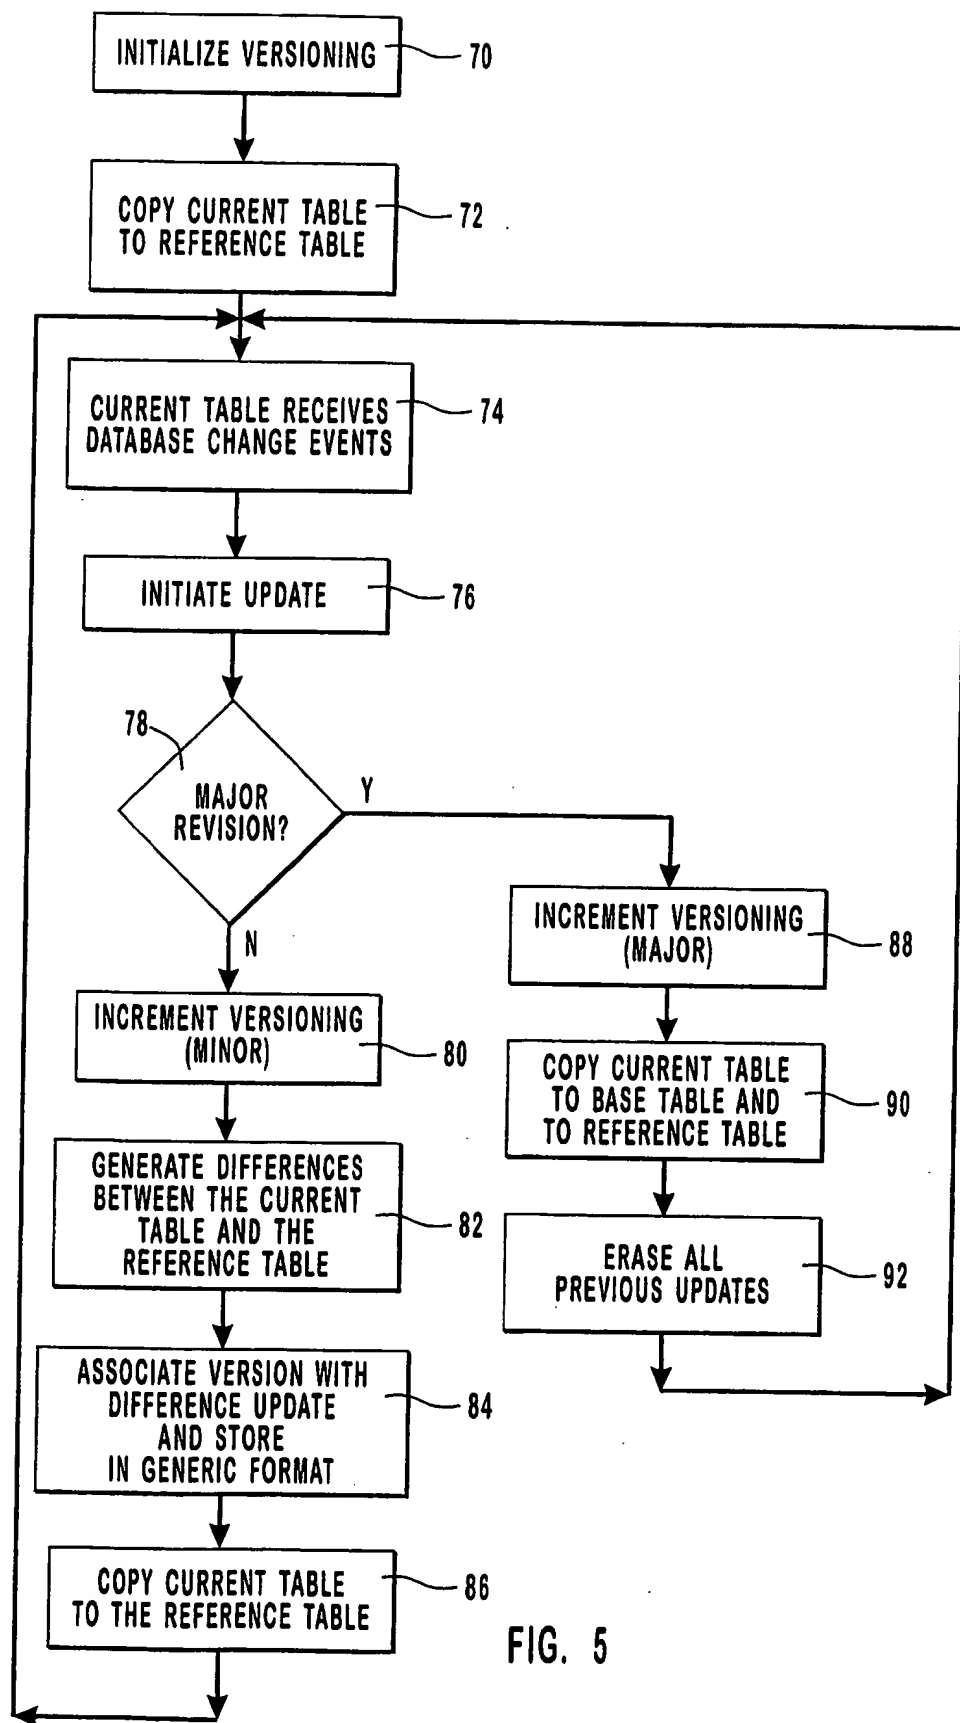 INITIALIZE VERSIONING
70
COPY CURRENT TABLE
TO REFERENCE TABLE
72
CURRENT TABLE RECEIVES
DATABASE CHANGE EVENTS
74
INITIATE UPDATE
76
78
MAJOR
REVISION?
Y
N
INCREMENT VERSIONING
(MAJOR)
88
INCREMENT VERSIONING
(MINOR)
80
COPY CURRENT TABLE
TO BASE TABLE AND
TO REFERENCE TABLE
90
GENERATE DIFFERENCES
BETWEEN THE CURRENT
TABLE AND THE
REFERENCE TABLE
82
ERASE ALL
PREVIOUS UPDATES
92
ASSOCIATE VERSION WITH
DIFFERENCE UPDATE
AND STORE
IN GENERIC FORMAT
84
COPY CURRENT TABLE
TO THE REFERENCE TABLE
86
FIG. 5